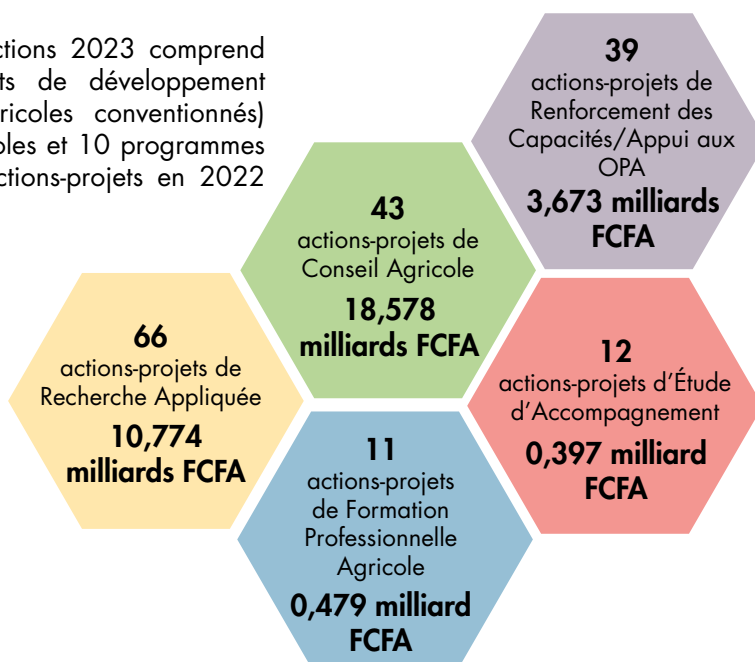 ctions 2023 comprend
ts de développement
ricoles conventionnés)
oles et 10 programmes
ctions-projets en 2022
39
actions-projets de
Renforcement des
Capacités/Appui aux
OPA
3,673 milliards
FCFA
43
actions-projets de
Conseil Agricole
18,578
milliards FCFA
66
actions-projets de
Recherche Appliquée
10,774
milliards FCFA
12
actions-projets d’Étude
d’Accompagnement
0,397 milliard
FCFA
11
actions-projets
de Formation
Professionnelle
Agricole
0,479 milliard
FCFA